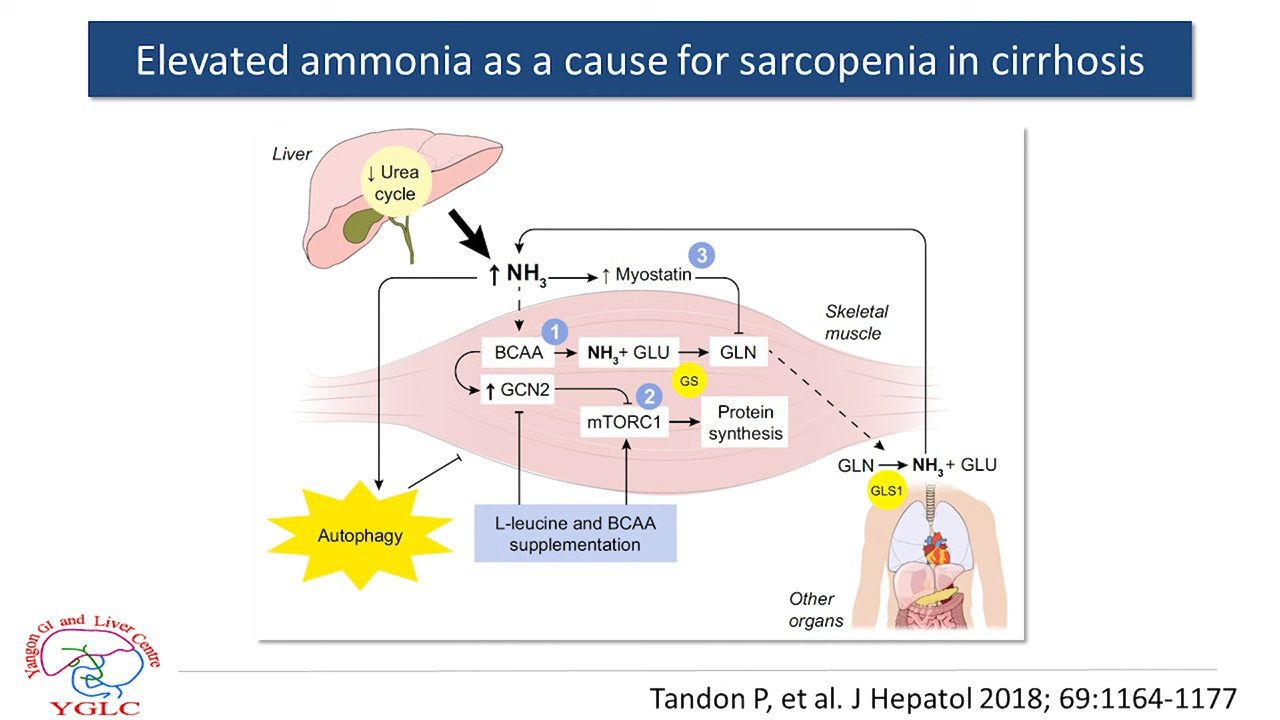 Elevated ammonia as a cause for sarcopenia in cirrhosis
Liver
↓ Urea
cycle
↑ NH₃
↑ Myostatin
3
Skeletal
muscle
1
BCAA
NH₃+ GLU
GLN
GS
↑ GCN2
2
mTORC1
Protein
synthesis
GLN
NH₃+ GLU
GLS1
Autophagy
L-leucine and BCAA
supplementation
Other
organs
Yangon GI and Liver Centre
YGLC
Tandon P, et al. J Hepatol 2018; 69:1164-1177